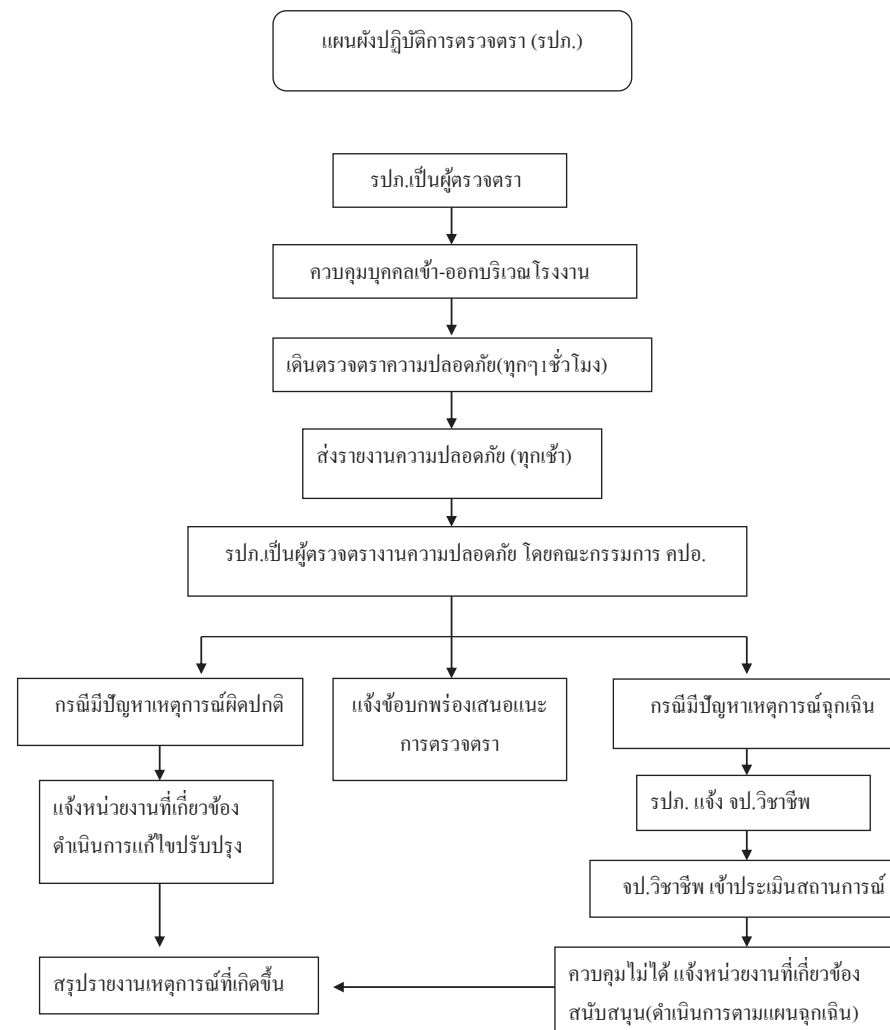 แผนผังปฏิบัติการตรวจตรา (รปภ.)
รปภ.เป็นผู้ตรวจตรา
ควบคุมบุคคลเข้า-ออกบริเวณโรงงาน
เดินตรวจตราความปลอดภัย(ทุกๆ1ชั่วโมง)
ส่งรายงานความปลอดภัย (ทุกเช้า)
รปภ.เป็นผู้ตรวจตรางานความปลอดภัย โดยคณะกรรมการ คปอ.
กรณีมีปัญหาเหตุการณ์ผิดปกติ
แจ้งข้อบกพร่องเสนอแนะ
การตรวจตรา
กรณีมีปัญหาเหตุการณ์ฉุกเฉิน
แจ้งหน่วยงานที่เกี่ยวข้อง
ดำเนินการแก้ไขปรับปรุง
รปภ. แจ้ง จป.วิชาชีพ
จป.วิชาชีพ เข้าประเมินสถานการณ์
สรุปรายงานเหตุการณ์ที่เกิดขึ้น
ควบคุมไม่ได้ แจ้งหน่วยงานที่เกี่ยวข้อง
สนับสนุน(ดำเนินการตามแผนฉุกเฉิน)